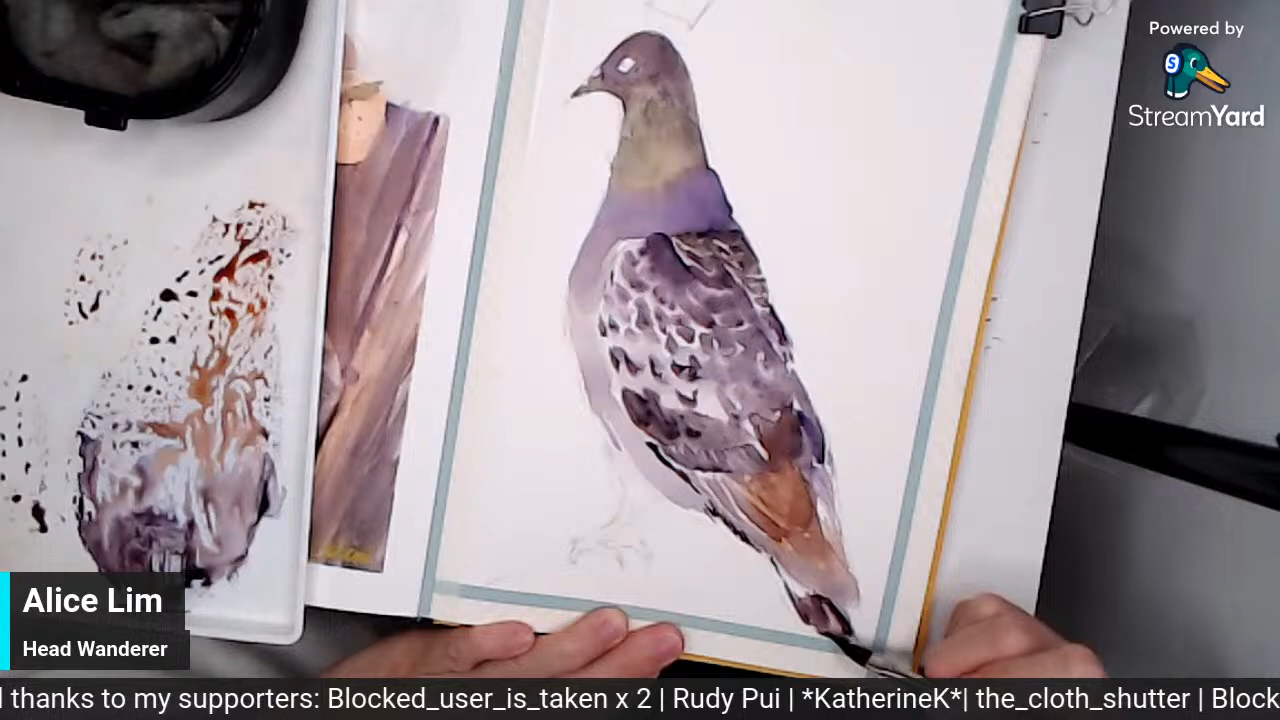 Powered by
StreamYard
Alice Lim
Head Wanderer
l thanks to my supporters: Blocked_user_is_taken x 2 | Rudy Pui | *KatherineK*| the_cloth_shutter | Block